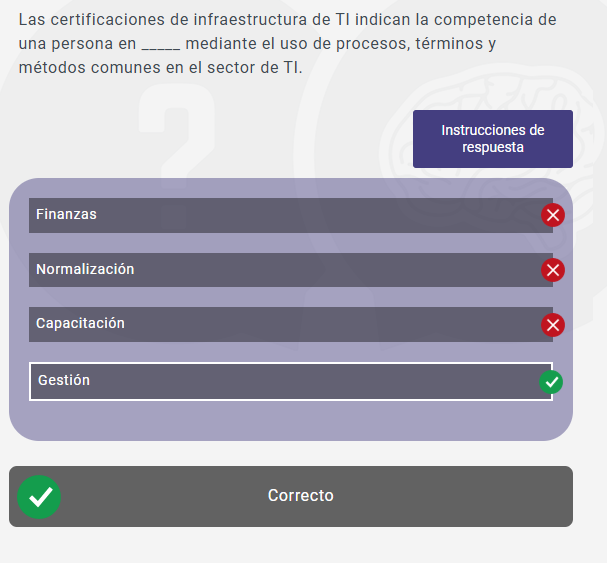 Las certificaciones de infraestructura de TI indican la competencia de
una persona en _____ mediante el uso de procesos, términos y
métodos comunes en el sector de TI.
Instrucciones de
respuesta
Finanzas
Normalización
Capacitación
Gestión
Correcto